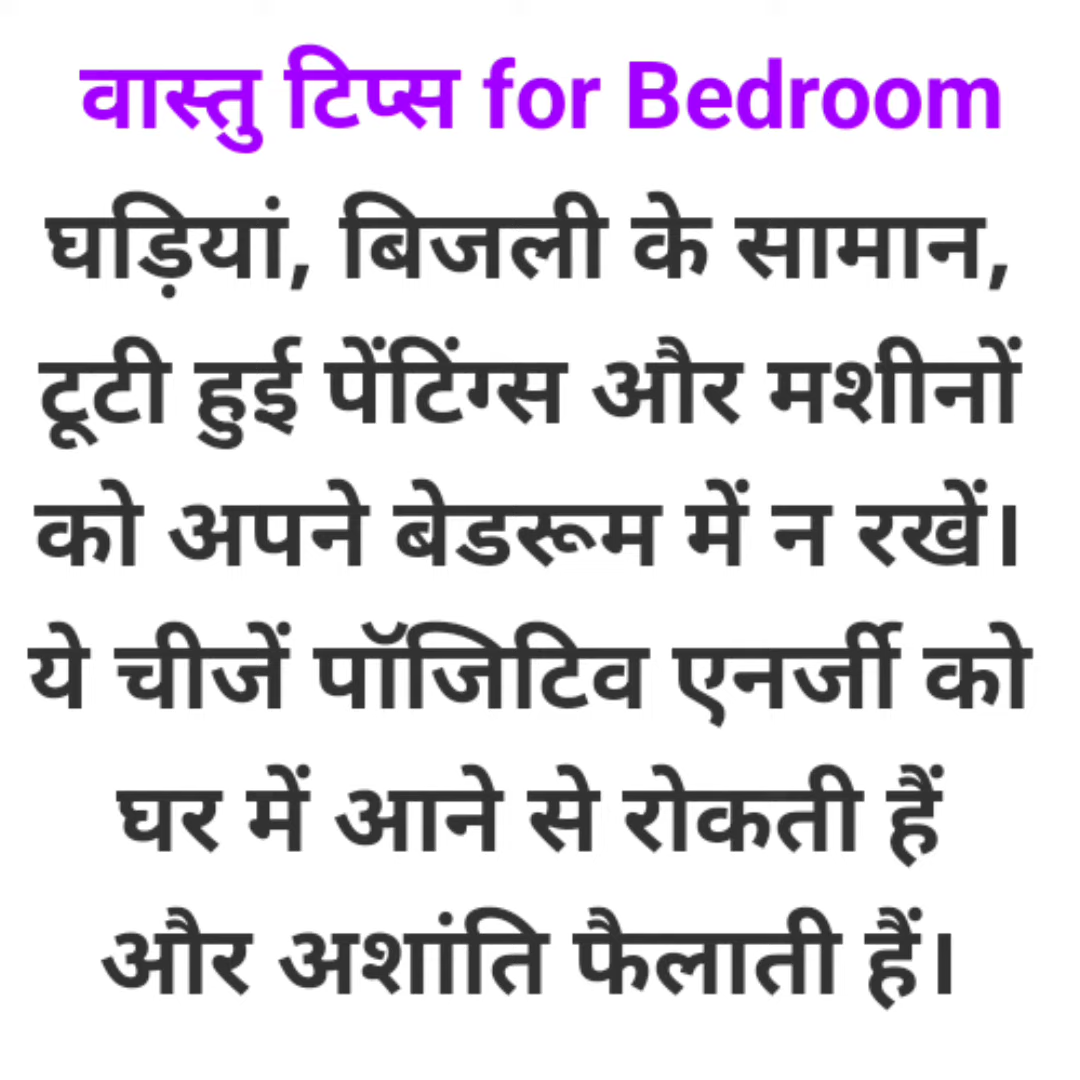 वास्तु टिप्स for Bedroom
घड़ियां, बिजली के सामान,
टूटी हुई पेंटिंग्स और मशीनों
को अपने बेडरूम में न रखें।
ये चीजें पॉजिटिव एनर्जी को
घर में आने से रोकती हैं
और अशांति फैलाती हैं।